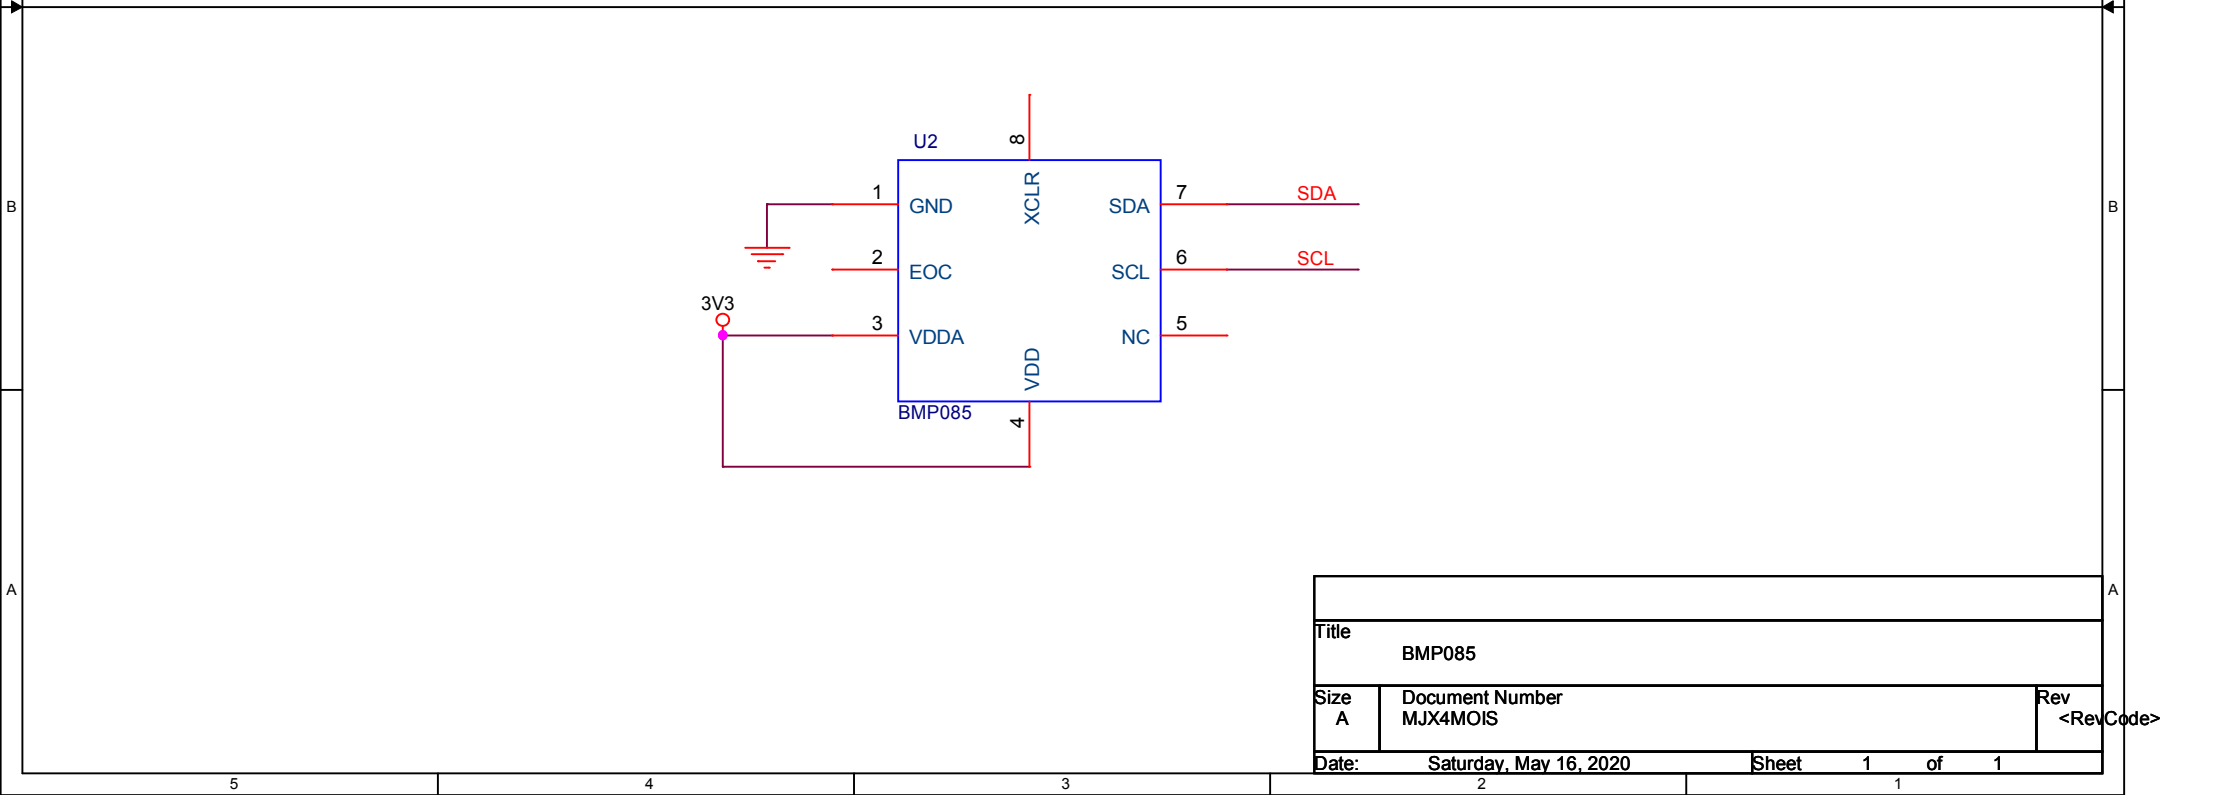 U2
8
XCLR
1
GND
SDA
7
SDA
B
B
2
EOC
SCL
6
SCL
3V3
3
VDDA
NC
5
VDD
BMP085
4
A
A
Title
BMP085
Size
Document Number
Rev
A
MJX4MOIS
<RevCode>
Date:
Saturday, May 16, 2020
Sheet
1
of
1
5
4
3
2
1